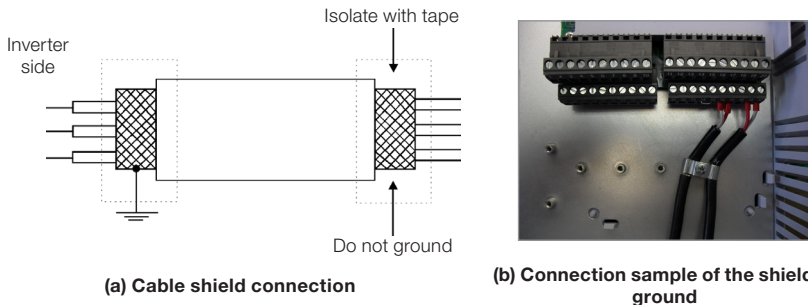 Inverter
side
Isolate with tape
Do not ground
(a) Cable shield connection
(b) Connection sample of the shield
ground